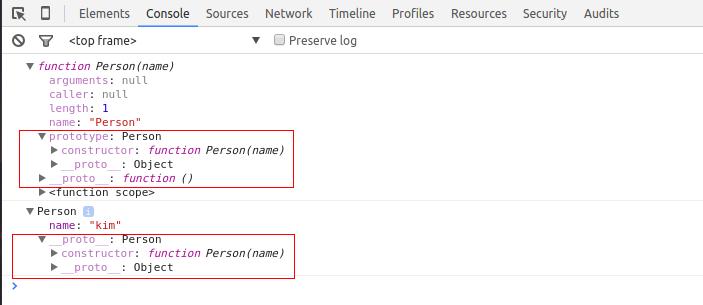 Elements Console Sources Network Timeline Profiles Resources Security Audits
<top frame> Preserve log
function Person(name)
arguments: null
caller: null
length: 1
name: "Person"
prototype: Person
constructor: function Person(name)
__proto__: Object
__proto__: function ()
<function scope>
Person i
name: "kim"
__proto__: Person
constructor: function Person(name)
__proto__: Object
>